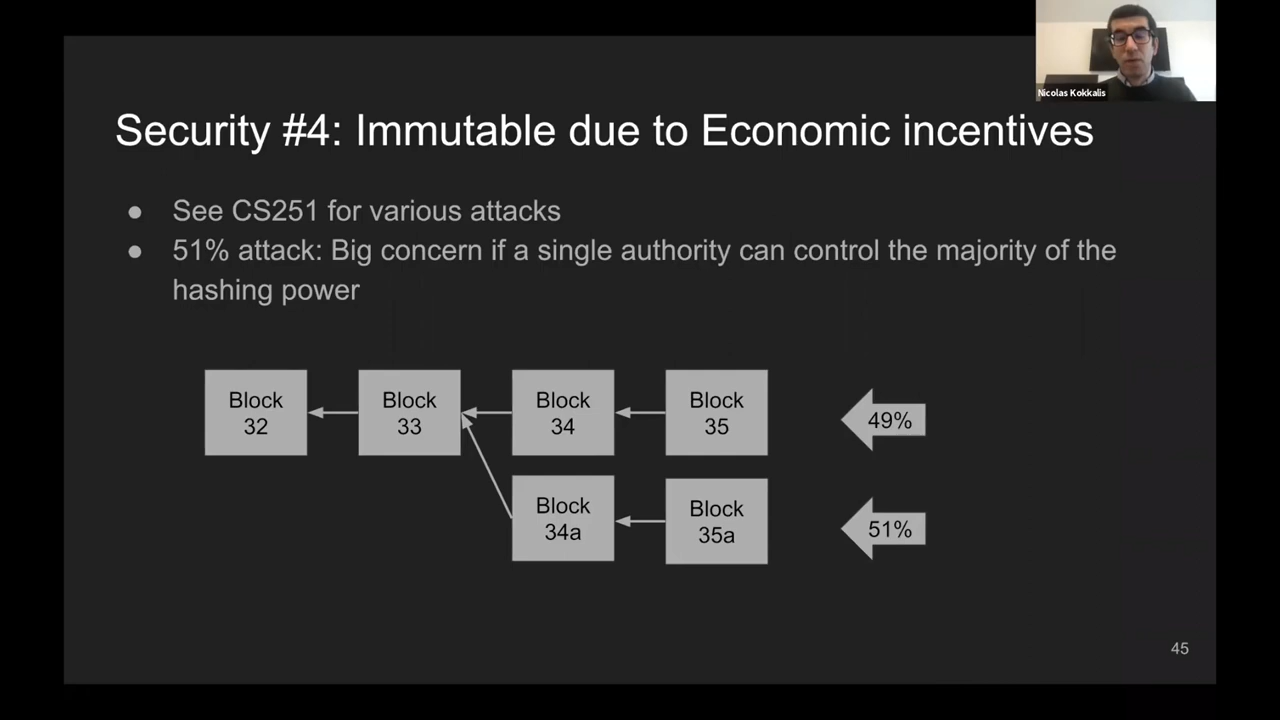 Nicolas Kokkalis
Security #4: Immutable due to Economic incentives
● See CS251 for various attacks
● 51% attack: Big concern if a single authority can control the majority of the
hashing power
Block
32
Block
33
Block
34
Block
35
49%
Block
34a
Block
35a
51%
45